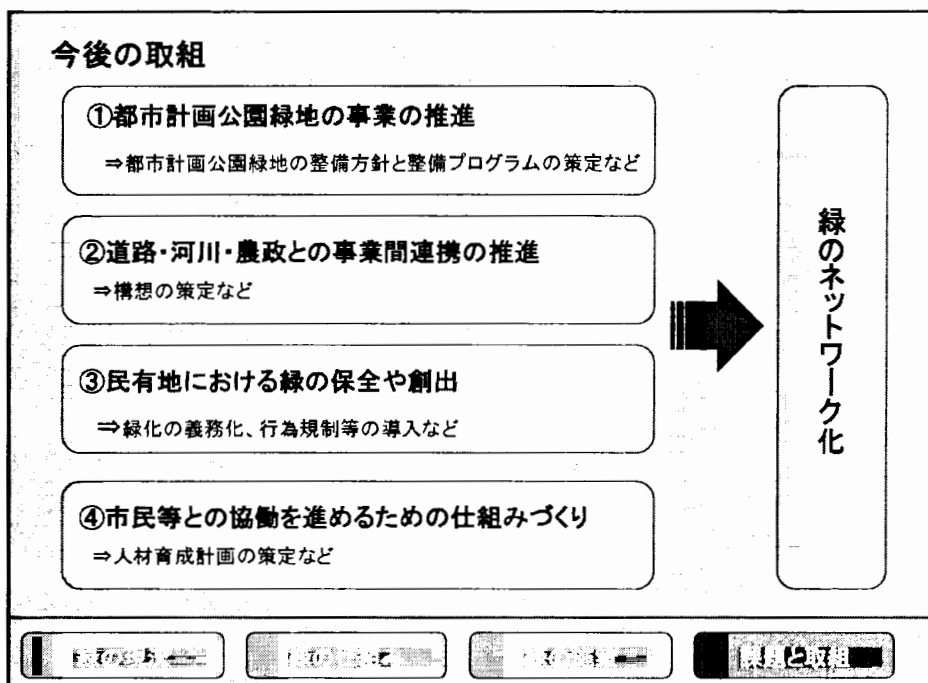 今後の取組
①都市計画公園緑地の事業の推進
⇒都市計画公園緑地の整備方針と整備プログラムの策定など
②道路・河川・農政との事業間連携の推進
⇒構想の策定など
③民有地における緑の保全や創出
⇒緑化の義務化、行為規制等の導入など
④市民等との協働を進めるための仕組みづくり
⇒人材育成計画の策定など
緑のネットワーク化
課題と取組